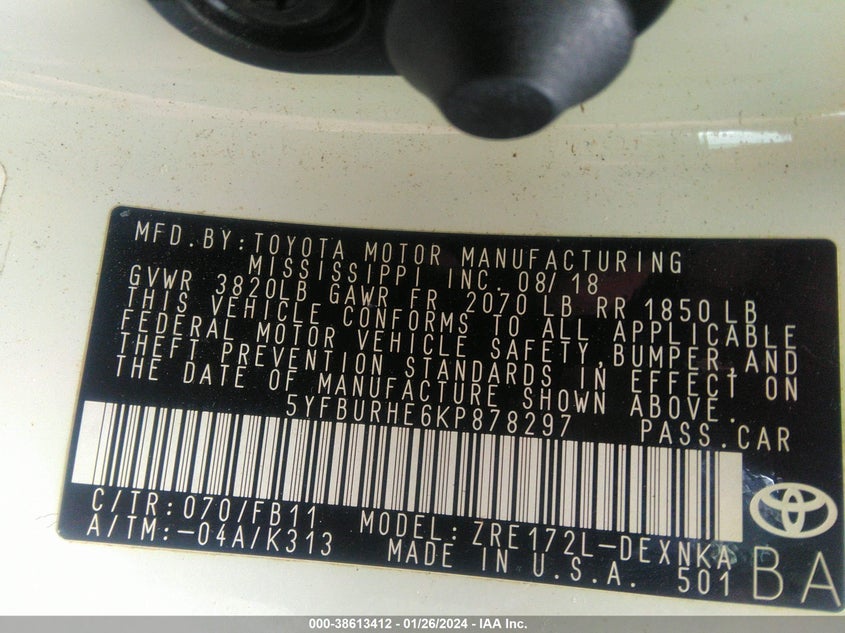 MFD.BY:TOYOTA MOTOR MANUFACTURING
MISSISSIPPI INC. 08/18
GVWR 3820LB GAWR FR 2070 LB RR 1850 LB
THIS VEHICLE CONFORMS TO ALL APPLICABLE
FEDERAL MOTOR VEHICLE SAFETY, BUMPER, AND
THEFT PREVENTION STANDARDS IN EFFECT ON
THE DATE OF MANUFACTURE SHOWN ABOVE.
5YFBURHE6KP878297 PASS.CAR
C/TR:070/FB11 MODEL:ZRE172L-DEXNKA
A/TM:-04A/K313 MADE IN U.S.A. 501
BA
000-38613412 - 01/26/2024 - IAA Inc.